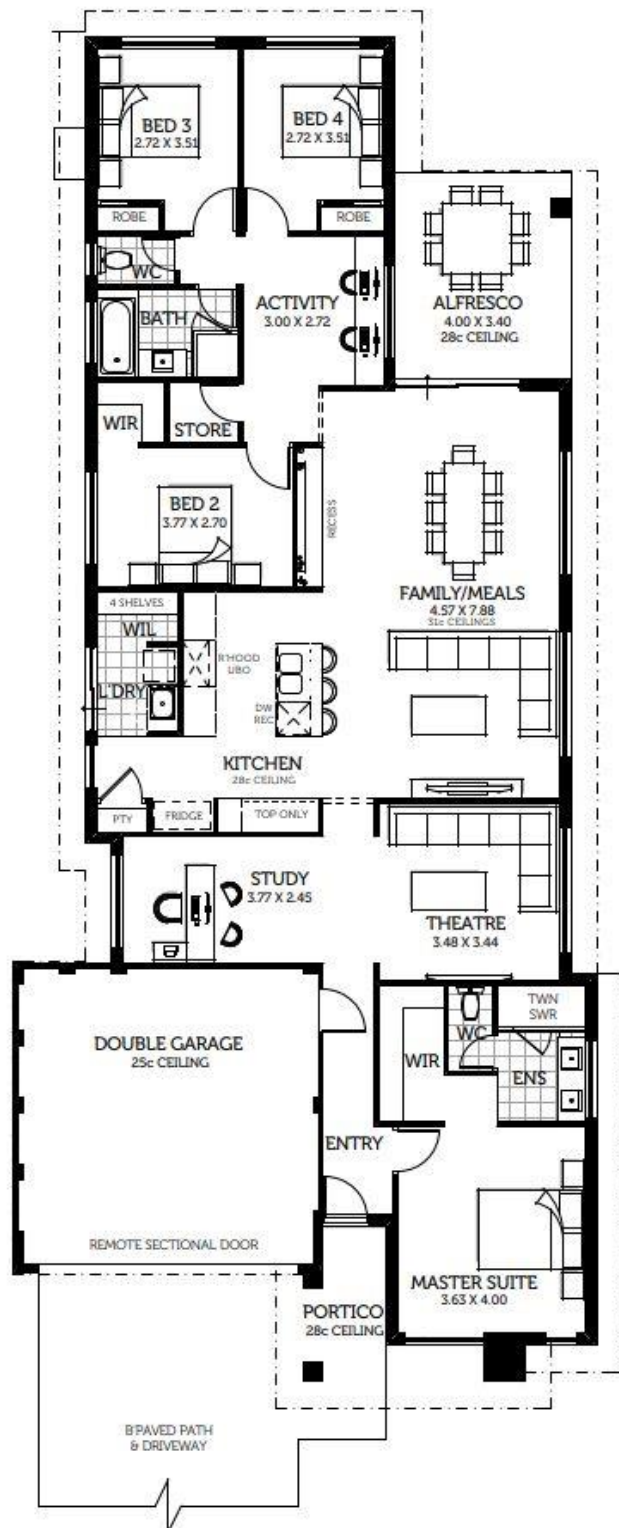 BED 3
2.72 X 3.51
BED 4
2.72 X 3.51
ROBE
ROBE
WC
BATH
ACTIVITY
3.00 X 2.72
ALFRESCO
4.00 X 3.40
28c CEILING
WIR
STORE
BED 2
3.77 X 2.70
RECESS
FAMILY/MEALS
4.57 X 7.88
31c CEILINGS
4 SHELVES
WIL
L'DRY
R'HOOD
UBO
DW
REC
KITCHEN
28c CEILING
PTY
FRIDGE
TOP ONLY
STUDY
3.77 X 2.45
THEATRE
3.48 X 3.44
DOUBLE GARAGE
25c CEILING
WIR
WC
TWN
SWR
ENS
ENTRY
REMOTE SECTIONAL DOOR
MASTER SUITE
3.63 X 4.00
PORTICO
28c CEILING
B'PAVED PATH
& DRIVEWAY